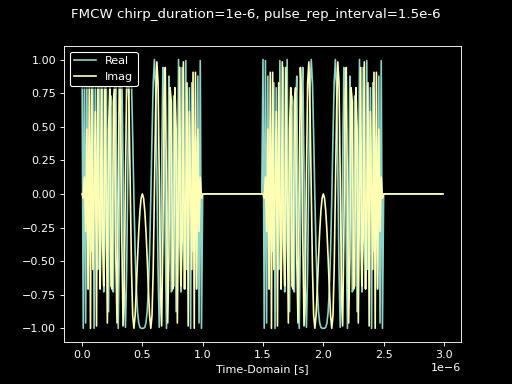 FMCW chirp_duration=1e-6, pulse_rep_interval=1.5e-6
Real
Imag
1.00
0.75
0.50
0.25
0.00
−0.25
−0.50
−0.75
−1.00
0.0 0.5 1.0 1.5 2.0 2.5 3.0
1e−6
Time-Domain [s]